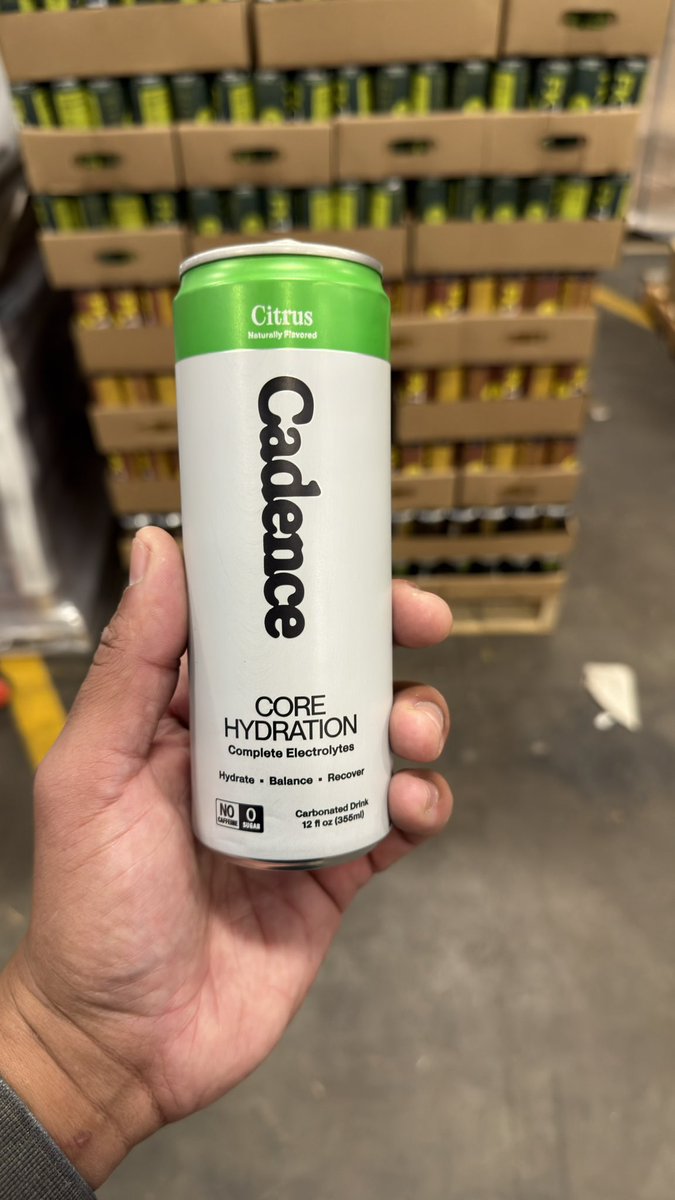 Citrus
Naturally Flavored
Cadence
CORE
HYDRATION
Complete Electrolytes
Hydrate • Balance • Recover
NO
CAFFEINE
0
SUGAR
Carbonated Drink
12 fl oz (355ml)